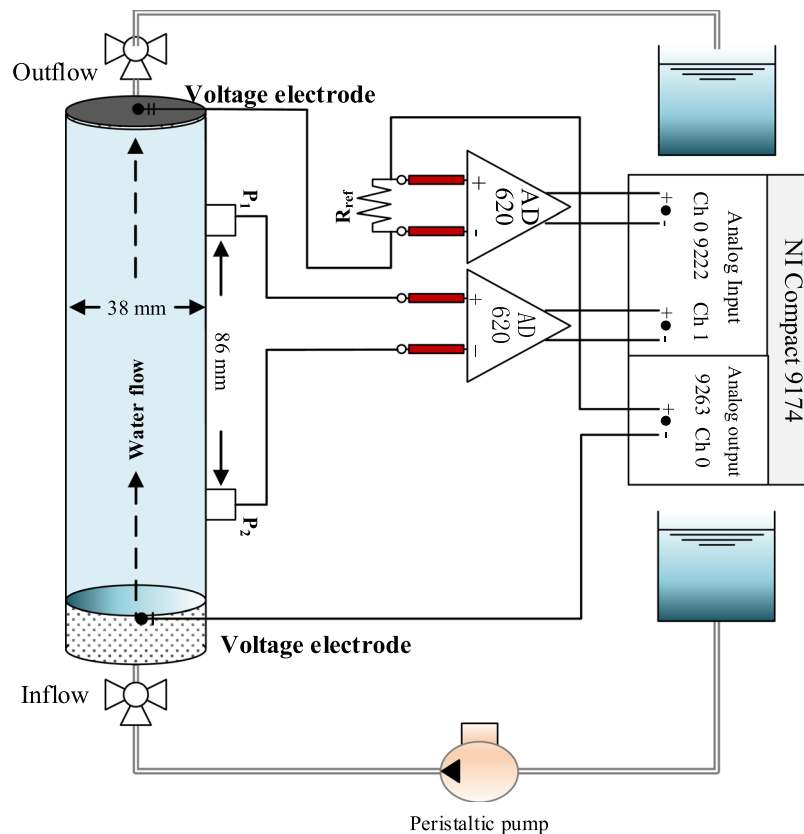 Outflow
Voltage electrode
P1
Rref
+
-
AD
620
+
-
Ch 0 9222 Ch 1
Analog Input
NI Compact 9174
38 mm
86 mm
+
-
AD
620
+
-
Water flow
+
-
9263 Ch 0
Analog output
P2
Voltage electrode
Inflow
Peristaltic pump